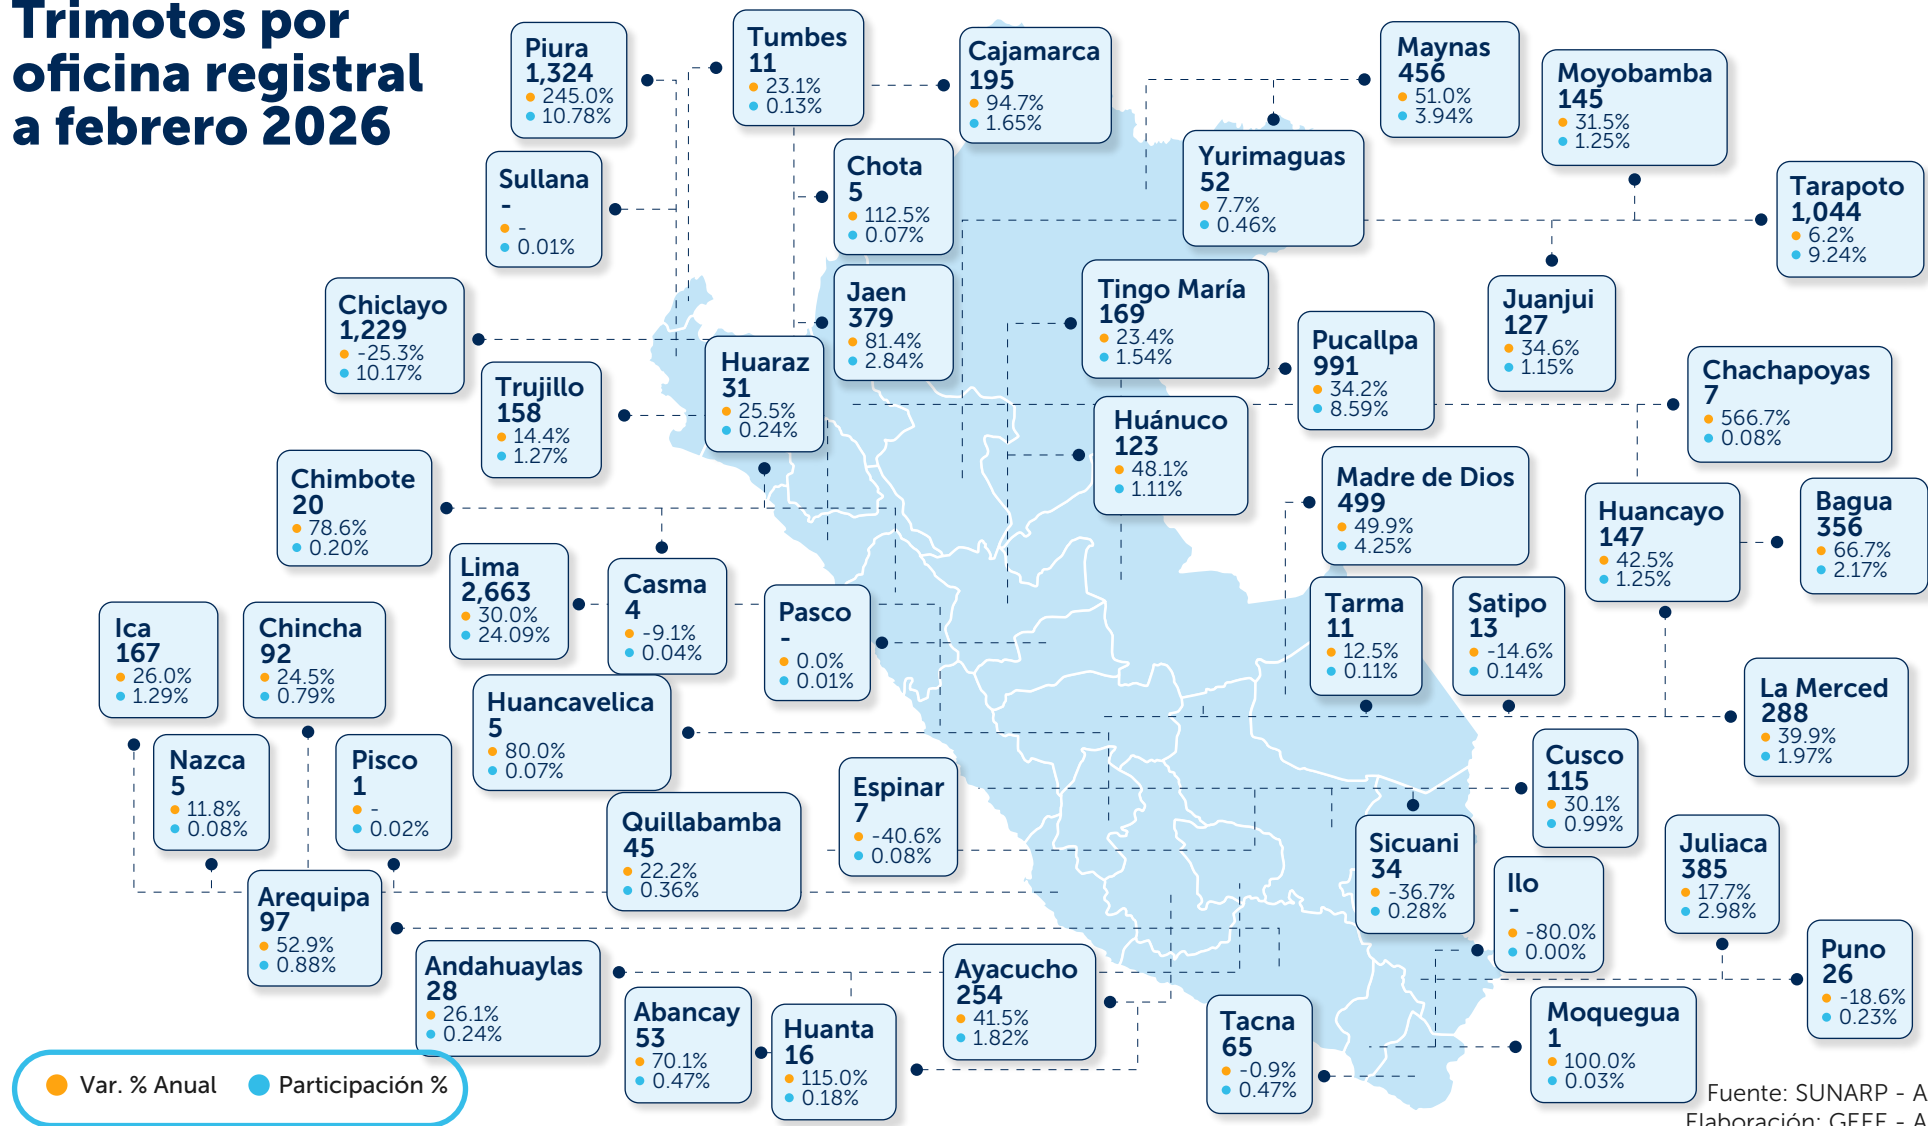 Trimotos por
oficina registral
a febrero 2026
Piura
1,324
245.0%
10.78%
Tumbes
11
23.1%
0.13%
Cajamarca
195
94.7%
1.65%
Maynas
456
51.0%
3.94%
Moyobamba
145
31.5%
1.25%
Sullana
-
-
0.01%
Chota
5
112.5%
0.07%
Yurimaguas
52
7.7%
0.46%
Tarapoto
1,044
6.2%
9.24%
Chiclayo
1,229
-25.3%
10.17%
Jaen
379
81.4%
2.84%
Tingo María
169
23.4%
1.54%
Juanjui
127
34.6%
1.15%
Trujillo
158
14.4%
1.27%
Huaraz
31
25.5%
0.24%
Pucallpa
991
34.2%
8.59%
Chachapoyas
7
566.7%
0.08%
Huánuco
123
48.1%
1.11%
Chimbote
20
78.6%
0.20%
Madre de Dios
499
49.9%
4.25%
Huancayo
147
42.5%
1.25%
Bagua
356
66.7%
2.17%
Lima
2,663
30.0%
24.09%
Casma
4
-9.1%
0.04%
Pasco
-
0.0%
0.01%
Tarma
11
12.5%
0.11%
Satipo
13
-14.6%
0.14%
Ica
167
26.0%
1.29%
Chincha
92
24.5%
0.79%
Huancavelica
5
80.0%
0.07%
La Merced
288
39.9%
1.97%
Nazca
5
11.8%
0.08%
Pisco
1
-
0.02%
Espinar
7
-40.6%
0.08%
Cusco
115
30.1%
0.99%
Quillabamba
45
22.2%
0.36%
Sicuani
34
-36.7%
0.28%
Ilo
-
-80.0%
0.00%
Juliaca
385
17.7%
2.98%
Arequipa
97
52.9%
0.88%
Andahuaylas
28
26.1%
0.24%
Abancay
53
70.1%
0.47%
Huanta
16
115.0%
0.18%
Ayacucho
254
41.5%
1.82%
Tacna
65
-0.9%
0.47%
Moquegua
1
100.0%
0.03%
Puno
26
-18.6%
0.23%
Var. % Anual
Participación %
Fuente: SUNARP - A
Elaboración: GEEE - A